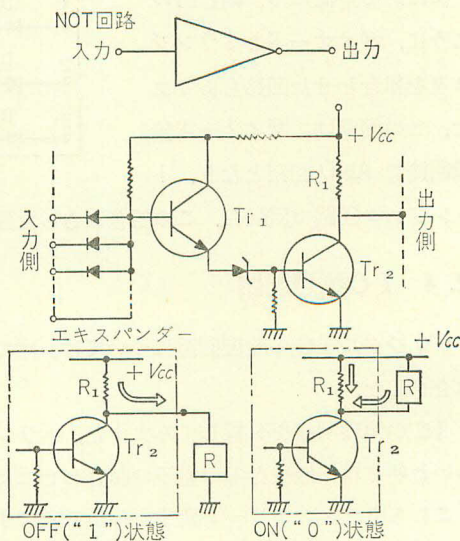 NOT回路
入力
出力
+Vcc
R₁
入力側
Tr₁
出力側
Tr₂
エキスパンダー
+Vcc
R₁
Tr₂
R
OFF("1")状態
+Vcc
R₁
R
Tr₂
ON("0")状態